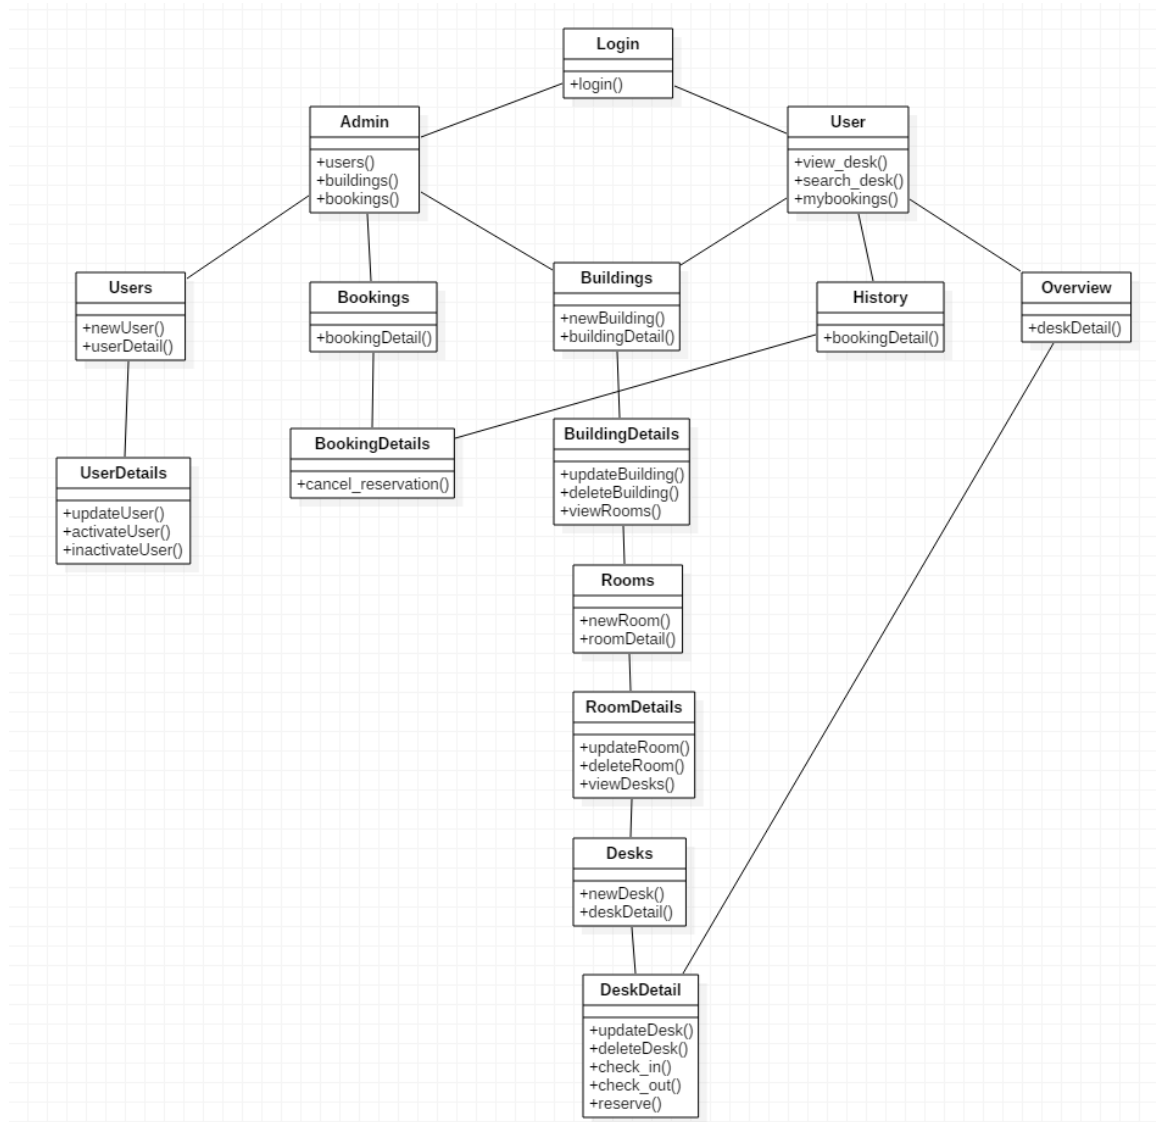 Login
+login()
Admin
+users()
+buildings()
+bookings()
User
+view_desk()
+search_desk()
+mybookings()
Users
+newUser()
+userDetail()
Bookings
+bookingDetail()
Buildings
+newBuilding()
+buildingDetail()
History
+bookingDetail()
Overview
+deskDetail()
UserDetails
+updateUser()
+activateUser()
+inactivateUser()
BookingDetails
+cancel_reservation()
BuildingDetails
+updateBuilding()
+deleteBuilding()
+viewRooms()
Rooms
+newRoom()
+roomDetail()
RoomDetails
+updateRoom()
+deleteRoom()
+viewDesks()
Desks
+newDesk()
+deskDetail()
DeskDetail
+updateDesk()
+deleteDesk()
+check_in()
+check_out()
+reserve()